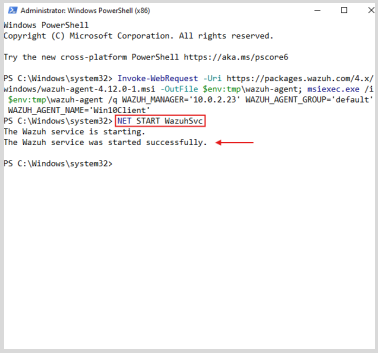 Administrator: Windows PowerShell (x86)
Windows PowerShell
Copyright (C) Microsoft Corporation. All rights reserved.
Try the new cross-platform PowerShell https://aka.ms/pscore6
PS C:\Windows\system32> Invoke-WebRequest -Uri https://packages.wazuh.com/4.x/
windows/wazuh-agent-4.12.0-1.msi -OutFile $env:tmp\wazuh-agent; msiexec.exe /i
$env:tmp\wazuh-agent /q WAZUH_MANAGER='10.0.2.23' WAZUH_AGENT_GROUP='default'
WAZUH_AGENT_NAME='Win10Client'
PS C:\Windows\system32> NET START WazuhSvc
The Wazuh service is starting.
The Wazuh service was started successfully.
PS C:\Windows\system32>